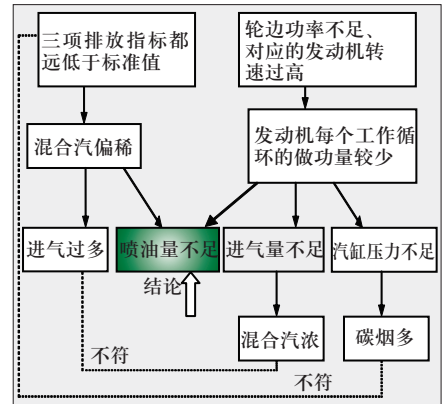 三项排放指标都
远低于标准值
轮边功率不足、
对应的发动机转
速过高
混合汽偏稀
发动机每个工作循
环的做功量较少
进气过多
喷油量不足
进气量不足
汽缸压力不足
结论
混合汽浓
碳烟多
不符
不符